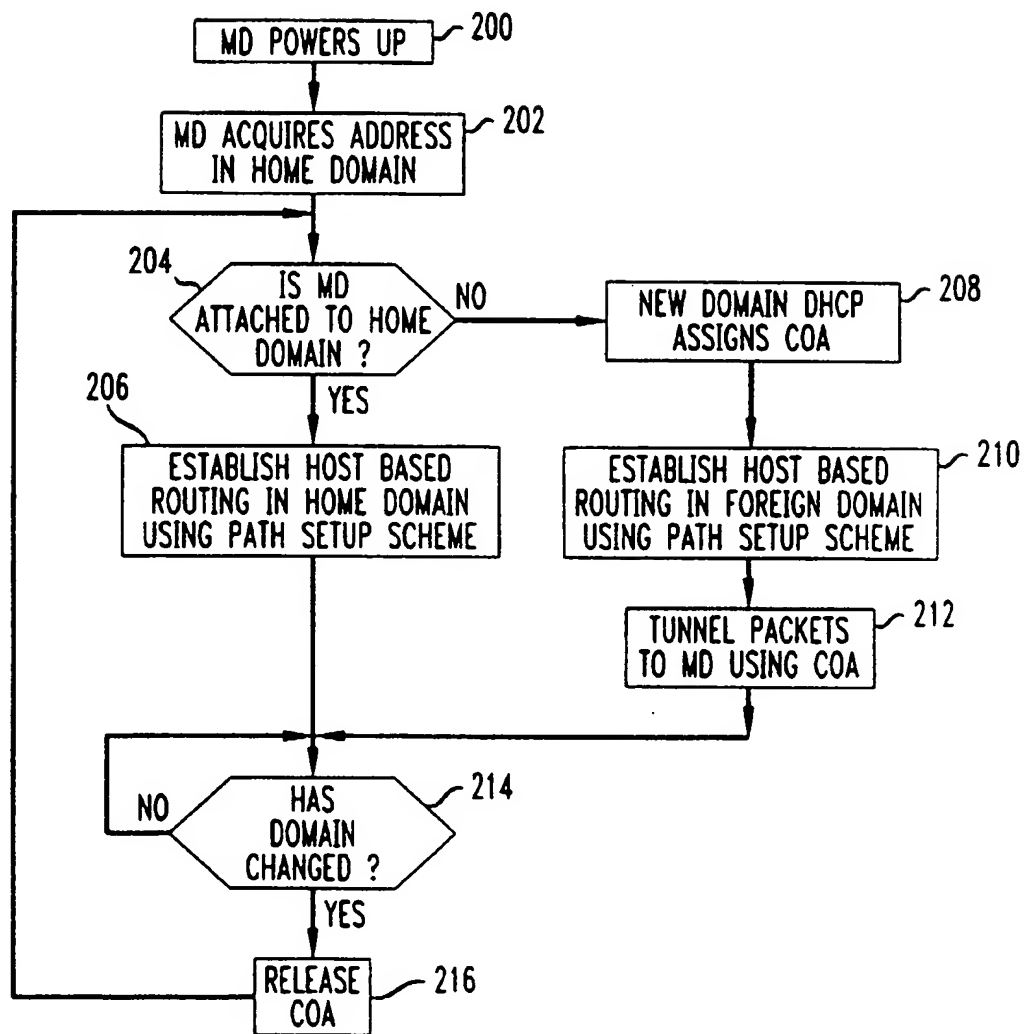 MD POWERS UP
200
MD ACQUIRES ADDRESS
IN HOME DOMAIN
202
204
IS MD
ATTACHED TO HOME
DOMAIN ?
NO
YES
NEW DOMAIN DHCP
ASSIGNS COA
208
206
ESTABLISH HOST BASED
ROUTING IN HOME DOMAIN
USING PATH SETUP SCHEME
ESTABLISH HOST BASED
ROUTING IN FOREIGN DOMAIN
USING PATH SETUP SCHEME
210
TUNNEL PACKETS
TO MD USING COA
212
NO
HAS
DOMAIN
CHANGED ?
214
YES
RELEASE
COA
216